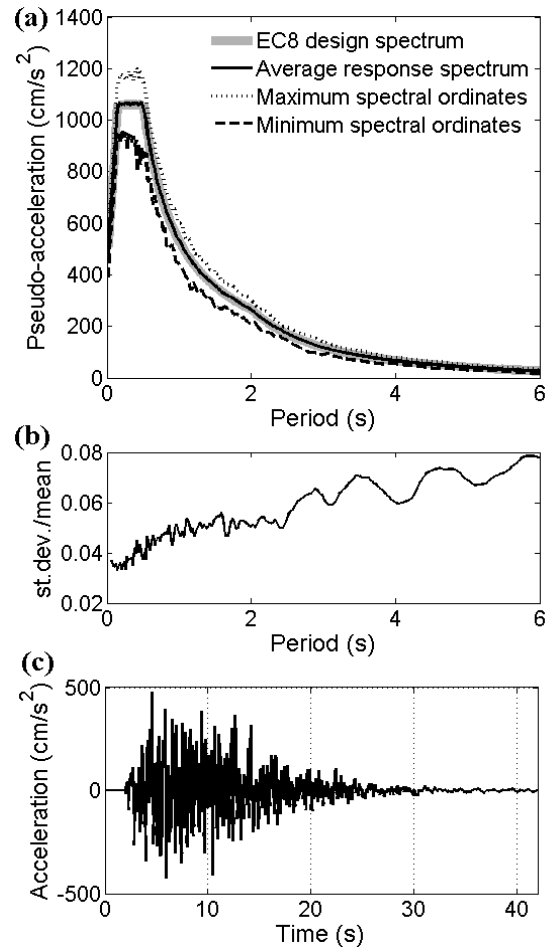 (a)
1400
1200
1000
800
600
400
200
0
Pseudo-acceleration (cm/s²)
EC8 design spectrum
Average response spectrum
Maximum spectral ordinates
Minimum spectral ordinates
0 2 4 6
Period (s)
(b)
0.08
0.06
0.04
0.02
st.dev./mean
0 2 4 6
Period (s)
(c)
500
0
-500
Acceleration (cm/s²)
0 10 20 30 40
Time (s)